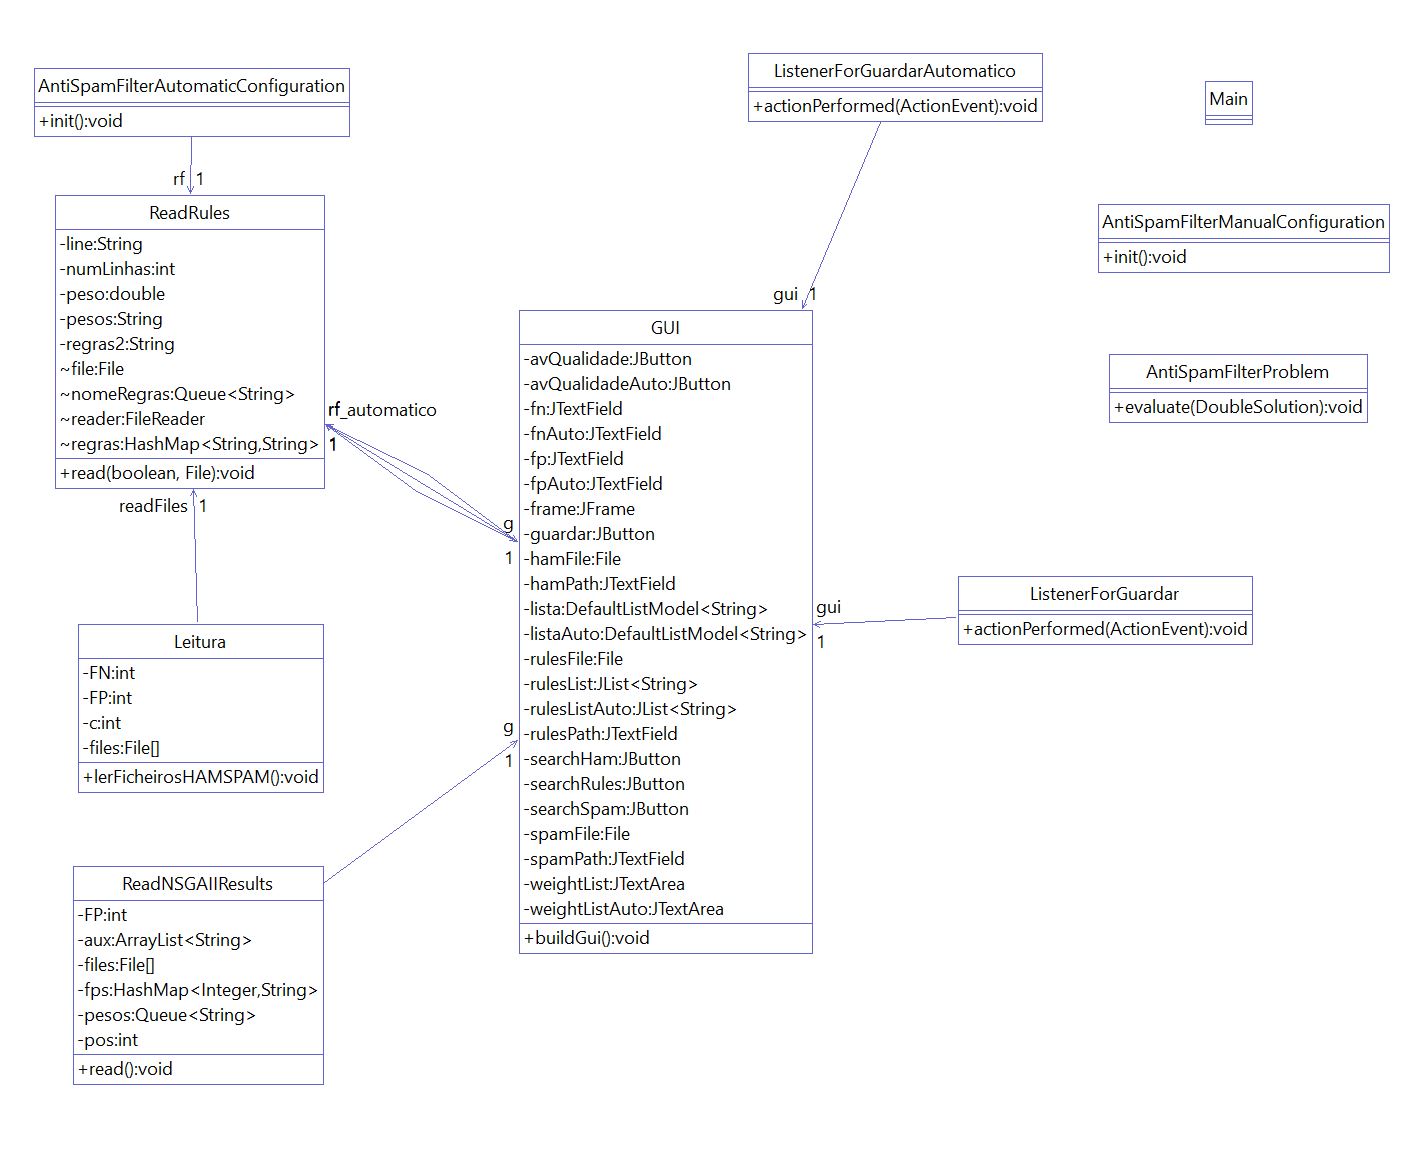 AntiSpamFilterAutomaticConfiguration
+init():void
rf 1
ReadRules
-line:String
-numLinhas:int
-peso:double
-pesos:String
-regras2:String
~file:File
~nomeRegras:Queue<String>
~reader:FileReader
~regras:HashMap<String,String>
+read(boolean, File):void
readFiles 1
Leitura
-FN:int
-FP:int
-c:int
-files:File[]
+lerFicheirosHAMSPAM():void
ReadNSGAIIResults
-FP:int
-aux:ArrayList<String>
-files:File[]
-fps:HashMap<Integer,String>
-pesos:Queue<String>
-pos:int
+read():void
rf_automatico
1
g
1
g
1
ListenerForGuardarAutomatico
+actionPerformed(ActionEvent):void
gui 1
GUI
-avQualidade:JButton
-avQualidadeAuto:JButton
-fn:JTextField
-fnAuto:JTextField
-fp:JTextField
-fpAuto:JTextField
-frame:JFrame
-guardar:JButton
-hamFile:File
-hamPath:JTextField
-lista:DefaultListModel<String>
-listaAuto:DefaultListModel<String>
-rulesFile:File
-rulesList:JList<String>
-rulesListAuto:JList<String>
-rulesPath:JTextField
-searchHam:JButton
-searchRules:JButton
-searchSpam:JButton
-spamFile:File
-spamPath:JTextField
-weightList:JTextArea
-weightListAuto:JTextArea
+buildGui():void
gui
1
ListenerForGuardar
+actionPerformed(ActionEvent):void
Main
AntiSpamFilterManualConfiguration
+init():void
AntiSpamFilterProblem
+evaluate(DoubleSolution):void